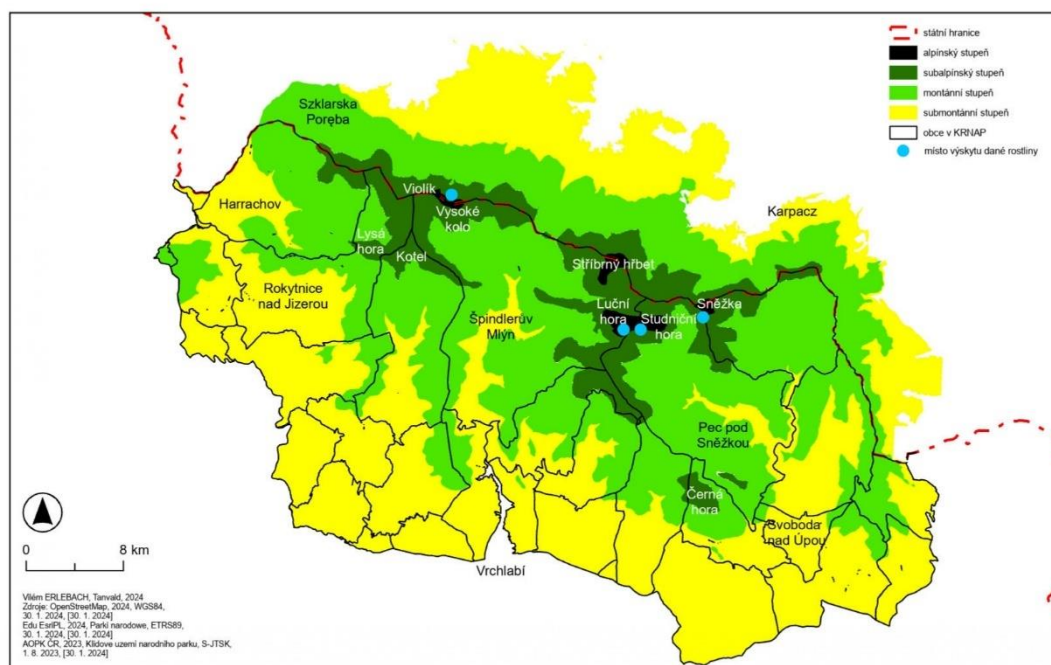 státní hranice
alpínský stupeň
subalpínský stupeň
montánní stupeň
submontánní stupeň
obce v KRNAP
místo výskytu dané rostliny
Szklarska
Poręba
Violík
Vysoké
kolo
Harrachov
Karpacz
Lysá
hora
Kotel
Stříbrný hřbet
Rokytnice
nad Jizerou
Luční
hora
Sněžka
Špindlerův
Mlýn
Studniční
hora
Pec pod
Sněžkou
Černá
hora
Svoboda
nad Úpou
Vrchlabí
0 8 km
Vilém ERLEBACH, Tanvald, 2024
Zdroje: OpenStreetMap, 2024, WGS84,
30. 1. 2024, [30. 1. 2024]
Edu EsriPL, 2024, Parki narodowe, ETRS89,
30. 1. 2024, [30. 1. 2024]
AOPK ČR, 2023, Klidove uzemi narodniho park, S-JTSK,
1. 8. 2023, [30. 1. 2024]